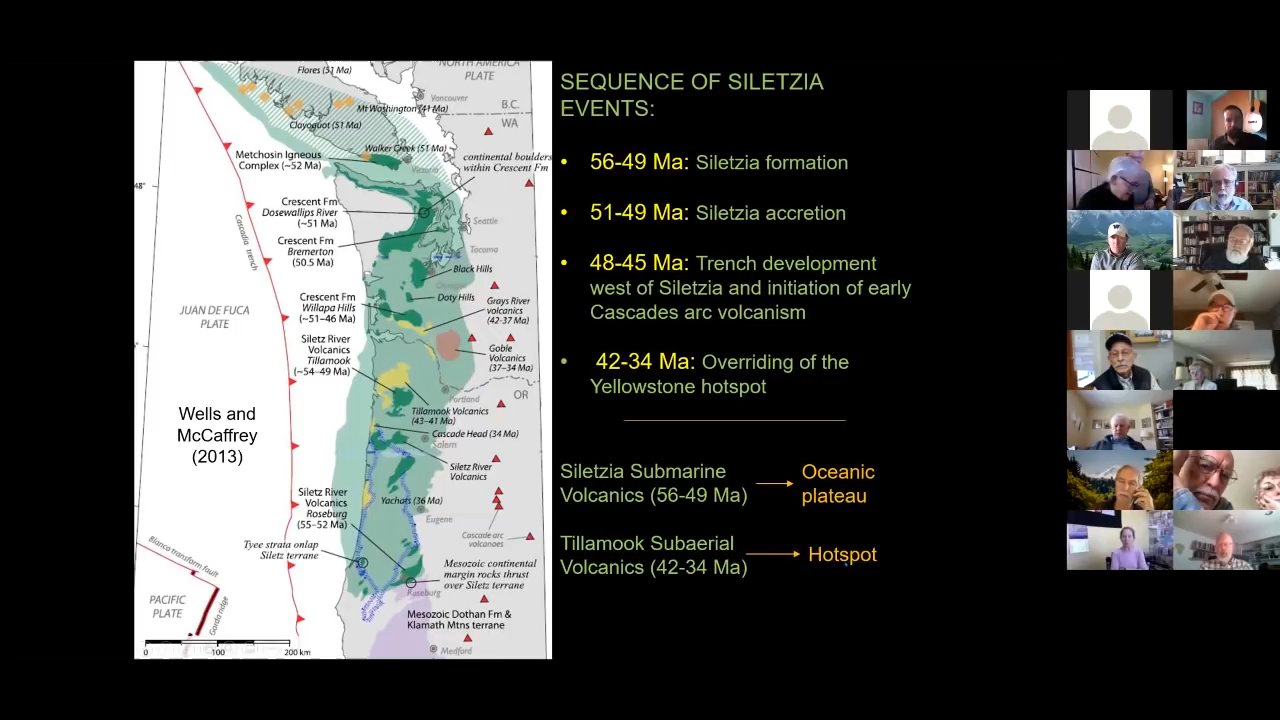 NORTH AMERICA
PLATE
Flores (51 Ma)
Vancouver
Mt Washington (41 Ma)
B.C.
WA
Clayoquot (51 Ma)
Walker Creek (51 Ma)
Metchosin Igneous
Complex (~52 Ma)
Victoria
continental boulders
within Crescent Fm
48°
Crescent Fm
Dosewallips River
(~51 Ma)
Seattle
Cascadia trench
Crescent Fm
Bremerton
(50.5 Ma)
Tacoma
Black Hills
Olympia
Doty Hills
Crescent Fm
Willapa Hills
(~51–46 Ma)
Grays River
volcanics
(42-37 Ma)
JUAN DE FUCA
PLATE
Siletz River
Volcanics
Tillamook
(~54–49 Ma)
Goble
Volcanics
(37–34 Ma)
OR
Portland
Wells and
McCaffrey
(2013)
Tillamook Volcanics
(43–41 Ma)
Cascade Head (34 Ma)
Salem
Siletz River
Volcanics
Siletz River
Volcanics
Roseburg
(55–52 Ma)
Yachats (36 Ma)
Eugene
Cascade arc
volcanoes
Tyee strata onlap
Siletz terrane
Blanco transform fault
Mesozoic continental
margin rocks thrust
over Siletz terrane
Roseburg
PACIFIC
PLATE
Gorda ridge
Mesozoic Dothan Fm &
Klamath Mtns terrane
Medford
0 100 200 km
SEQUENCE OF SILETZIA
EVENTS:
• 56-49 Ma: Siletzia formation
• 51-49 Ma: Siletzia accretion
• 48-45 Ma: Trench development
west of Siletzia and initiation of early
Cascades arc volcanism
• 42-34 Ma: Overriding of the
Yellowstone hotspot
Siletzia Submarine
Volcanics (56-49 Ma)
Oceanic
plateau
Tillamook Subaerial
Volcanics (42-34 Ma)
Hotspot